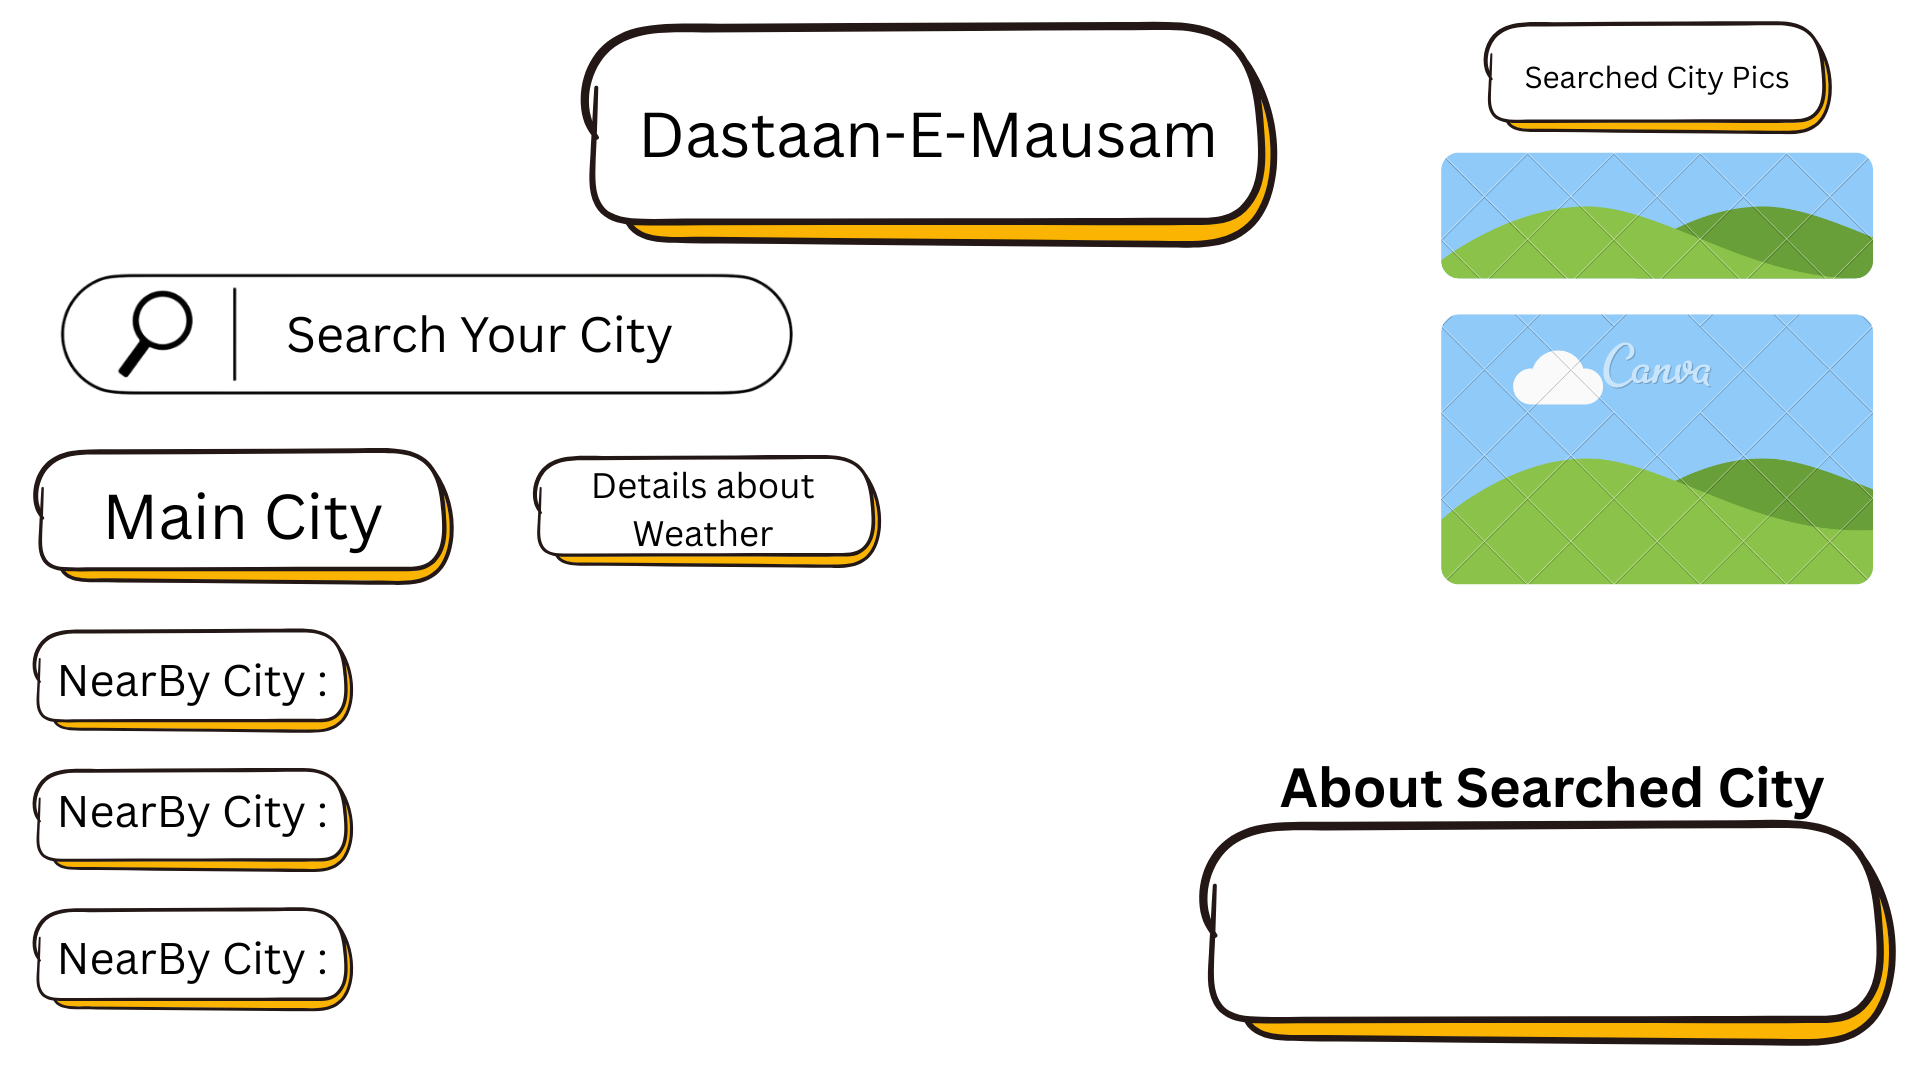 Dastaan-E-Mausam
Searched City Pics
Search Your City
Canva
Main City
Details about
Weather
NearBy City :
NearBy City :
NearBy City :
About Searched City